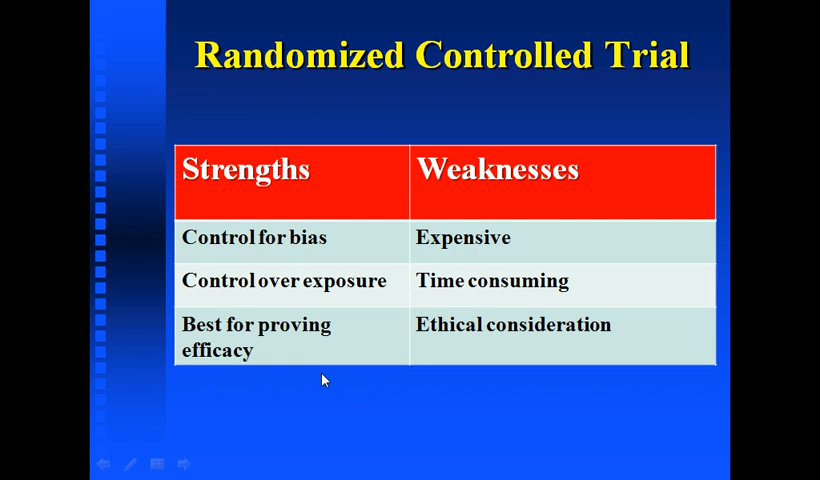 Randomized Controlled Trial
Strengths
Weaknesses
Control for bias
Expensive
Control over exposure
Time consuming
Best for proving
efficacy
Ethical consideration